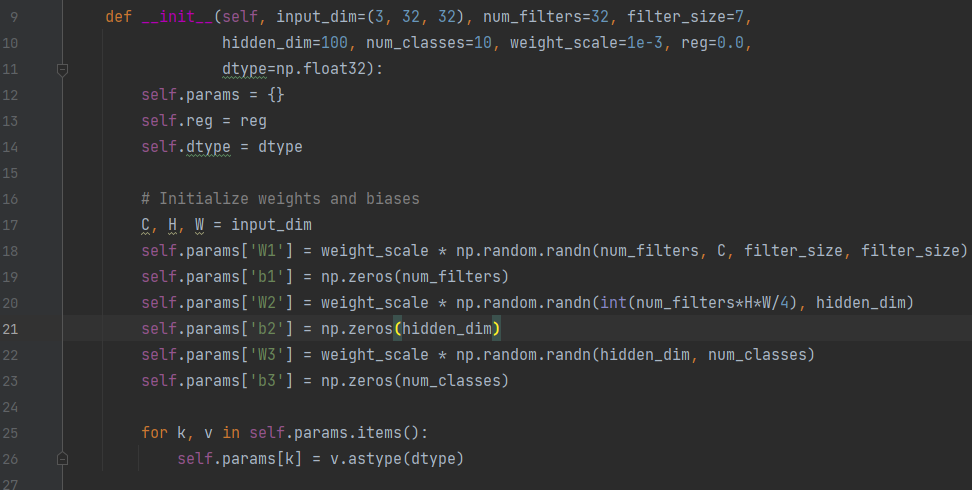 9 def __init__(self, input_dim=(3, 32, 32), num_filters=32, filter_size=7,
10 hidden_dim=100, num_classes=10, weight_scale=1e-3, reg=0.0,
11 dtype=np.float32):
12 self.params = {}
13 self.reg = reg
14 self.dtype = dtype
15
16 # Initialize weights and biases
17 C, H, W = input_dim
18 self.params['W1'] = weight_scale * np.random.randn(num_filters, C, filter_size, filter_size)
19 self.params['b1'] = np.zeros(num_filters)
20 self.params['W2'] = weight_scale * np.random.randn(int(num_filters*H*W/4), hidden_dim)
21 self.params['b2'] = np.zeros(hidden_dim)
22 self.params['W3'] = weight_scale * np.random.randn(hidden_dim, num_classes)
23 self.params['b3'] = np.zeros(num_classes)
24
25 for k, v in self.params.items():
26 self.params[k] = v.astype(dtype)
27